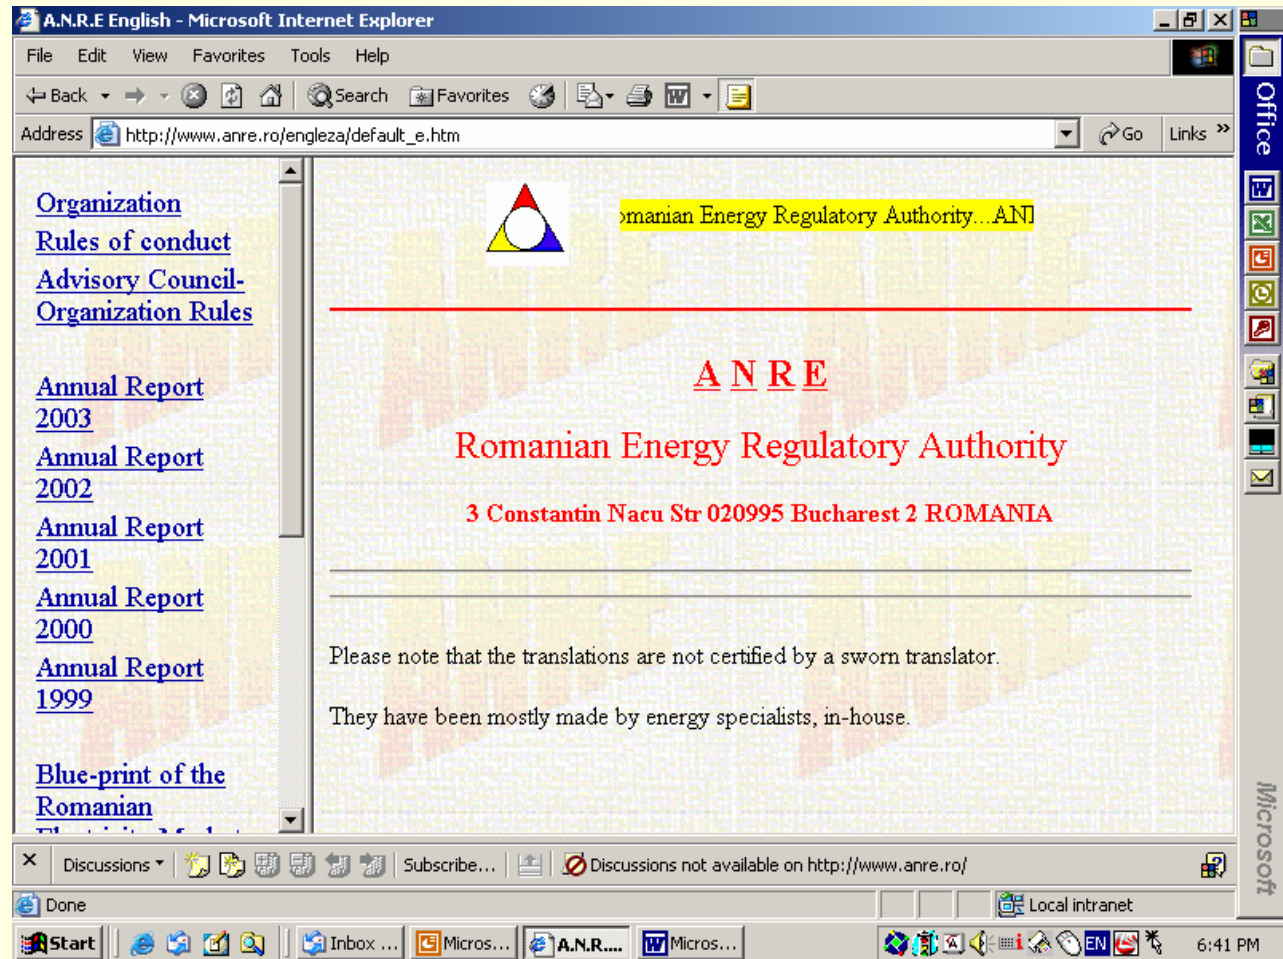 A.N.R.E English - Microsoft Internet Explorer
File Edit View Favorites Tools Help
Back Search Favorites
Address http://www.anre.ro/engleza/default_e.htm Go Links »
Office
Organization
Rules of conduct
Advisory Council-
Organization Rules
Annual Report
2003
Annual Report
2002
Annual Report
2001
Annual Report
2000
Annual Report
1999
Blue-print of the
Romanian
omanian Energy Regulatory Authority...AN
A N R E
Romanian Energy Regulatory Authority
3 Constantin Nacu Str 020995 Bucharest 2 ROMANIA
Please note that the translations are not certified by a sworn translator.
They have been mostly made by energy specialists, in-house.
Microsoft
Discussions Subscribe... Discussions not available on http://www.anre.ro/
Done Local intranet
Start Inbox ... Micros... A.N.R.... Micros... EN 6:41 PM